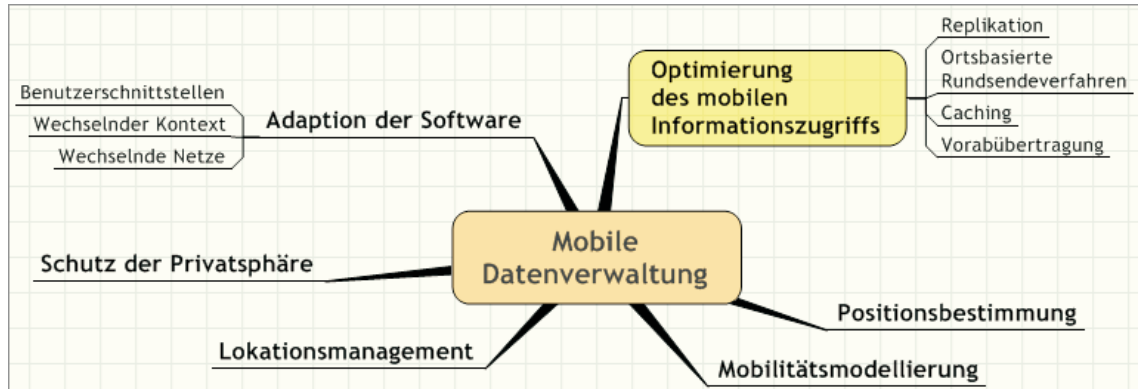 Replikation
Ortsbasierte
Rundsendeverfahren
Caching
Vorabübertragung
Optimierung
des mobilen
Informationszugriffs
Benutzerschnittstellen
Wechselnder Kontext
Wechselnde Netze
Adaption der Software
Mobile
Datenverwaltung
Schutz der Privatsphäre
Positionsbestimmung
Lokationsmanagement
Mobilitätsmodellierung